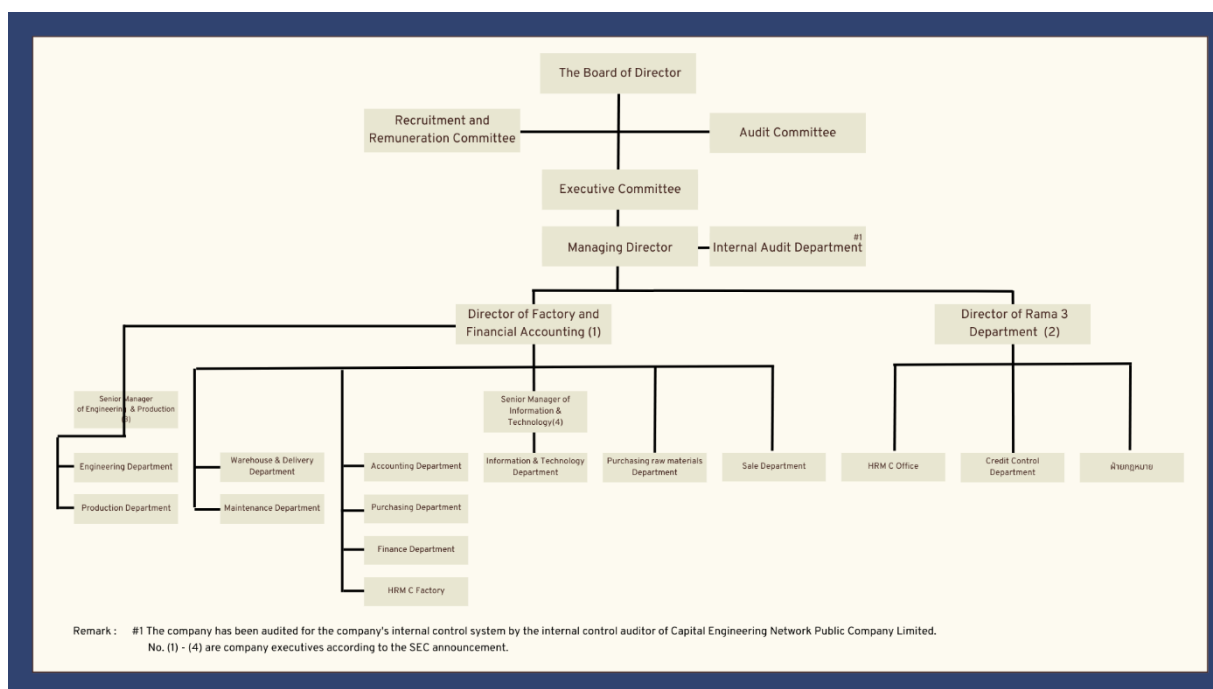 The Board of Director
Recruitment and
Remuneration Committee
Audit Committee
Executive Committee
Managing Director
#1
Internal Audit Department
Director of Factory and
Financial Accounting (1)
Director of Rama 3
Department (2)
Senior Manager
of Engineering & Production
(3)
Senior Manager of
Information &
Technology(4)
Engineering Department
Warehouse & Delivery
Department
Accounting Department
Information & Technology
Department
Purchasing raw materials
Department
Sale Department
HRM C Office
Credit Control
Department
ฝ่ายกฎหมาย
Production Department
Maintenance Department
Purchasing Department
Finance Department
HRM C Factory
Remark : #1 The company has been audited for the company's internal control system by the internal control auditor of Capital Engineering Network Public Company Limited.
No. (1) - (4) are company executives according to the SEC announcement.